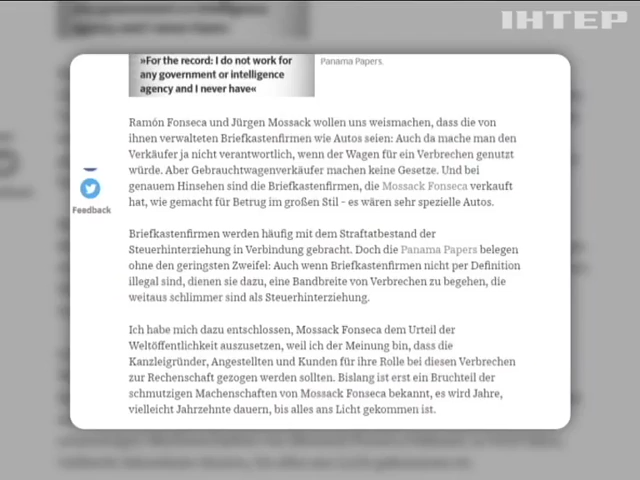 ІНТЕР
»For the record: I do not work for
any government or intelligence
agency and I never have«
Panama Papers.
Ramón Fonseca und Jürgen Mossack wollen uns weismachen, dass die von
ihnen verwalteten Briefkastenfirmen wie Autos seien: Auch da mache man den
Verkäufer ja nicht verantwortlich, wenn der Wagen für ein Verbrechen genutzt
würde. Aber Gebrauchtwagenverkäufer machen keine Gesetze. Und bei
genauem Hinsehen sind die Briefkastenfirmen, die Mossack Fonseca verkauft
hat, wie gemacht für Betrug im großen Stil – es wären sehr spezielle Autos.
Feedback
Briefkastenfirmen werden häufig mit dem Straftatbestand der
Steuerhinterziehung in Verbindung gebracht. Doch die Panama Papers belegen
ohne den geringsten Zweifel: Auch wenn Briefkastenfirmen nicht per Definition
illegal sind, dienen sie dazu, eine Bandbreite von Verbrechen zu begehen, die
weitaus schlimmer sind als Steuerhinterziehung.
Ich habe mich dazu entschlossen, Mossack Fonseca dem Urteil der
Weltöffentlichkeit auszusetzen, weil ich der Meinung bin, dass die
Kanzleigründer, Angestellten und Kunden für ihre Rolle bei diesen Verbrechen
zur Rechenschaft gezogen werden sollten. Bislang ist erst ein Bruchteil der
schmutzigen Machenschaften von Mossack Fonseca bekannt, es wird Jahre,
vielleicht Jahrzehnte dauern, bis alles ans Licht gekommen ist.